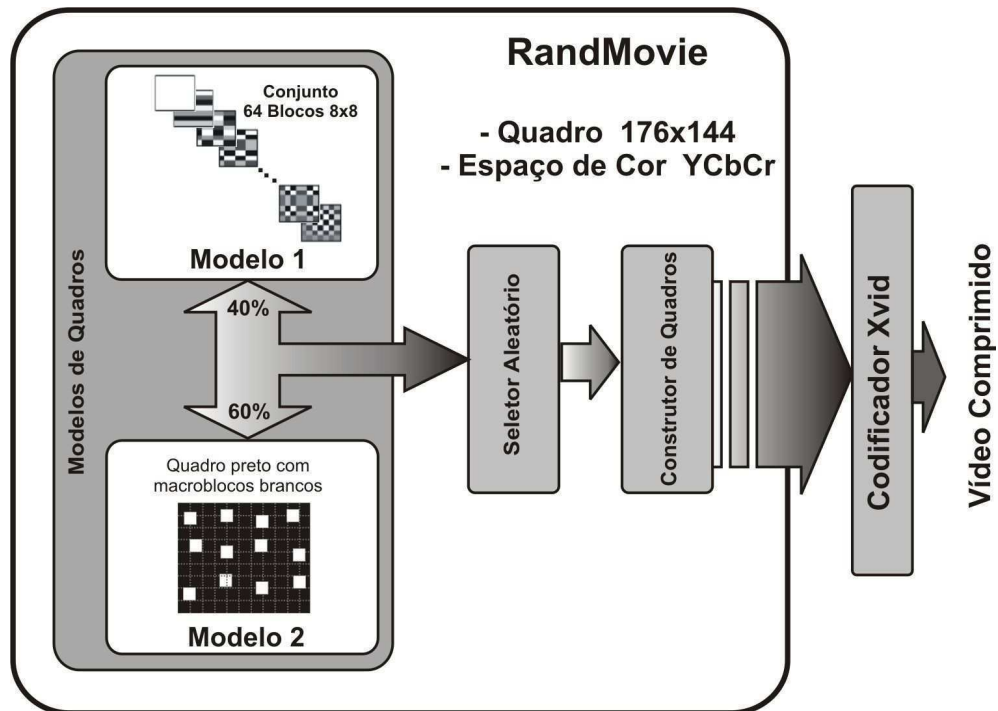 RandMovie
- Quadro 176x144
- Espaço de Cor YCbCr
Modelos de Quadros
Conjunto
64 Blocos 8x8
Modelo 1
40%
60%
Quadro preto com
macroblocos brancos
Modelo 2
Seletor Aleatório
Construtor de Quadros
Codificador Xvid
Vídeo Comprimido